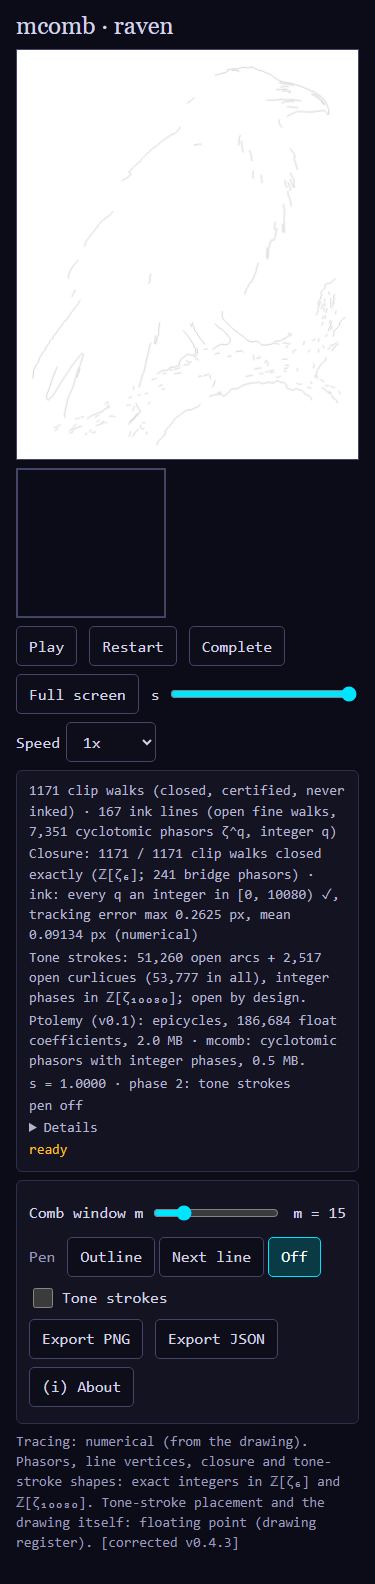 mcomb · raven
Play
Restart
Complete
Full screen
s
Speed
1x
1171 clip walks (closed, certified, never
inked) · 167 ink lines (open fine walks,
7,351 cyclotomic phasors ζ^q, integer q)
Closure: 1171 / 1171 clip walks closed
exactly (ℤ[ζ₆]; 241 bridge phasors) ·
ink: every q an integer in [0, 10080) ✓,
tracking error max 0.2625 px, mean
0.09134 px (numerical)
Tone strokes: 51,260 open arcs + 2,517
open curlicues (53,777 in all), integer
phases in ℤ[ζ₁₀₀₈₀]; open by design.
Ptolemy (v0.1): epicycles, 186,684 float
coefficients, 2.0 MB · mcomb: cyclotomic
phasors with integer phases, 0.5 MB.
s = 1.0000 · phase 2: tone strokes
pen off
▶ Details
ready
Comb window m
m = 15
Pen
Outline
Next line
Off
Tone strokes
Export PNG
Export JSON
(i) About
Tracing: numerical (from the drawing).
Phasors, line vertices, closure and tone-
stroke shapes: exact integers in ℤ[ζ₆] and
ℤ[ζ₁₀₀₈₀]. Tone-stroke placement and the
drawing itself: floating point (drawing
register). [corrected v0.4.3]